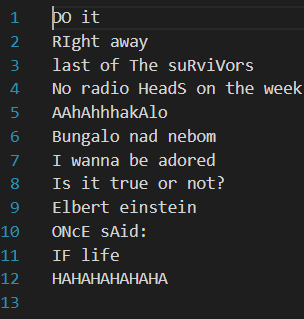 1 DO it
2 RIght away
3 last of The suRviVors
4 No radio HeadS on the week
5 AAhAhhhakAlo
6 Bungalo nad nebom
7 I wanna be adored
8 Is it true or not?
9 Elbert einstein
10 ONcE sAid:
11 IF life
12 HAHAHAHAHAHA
13